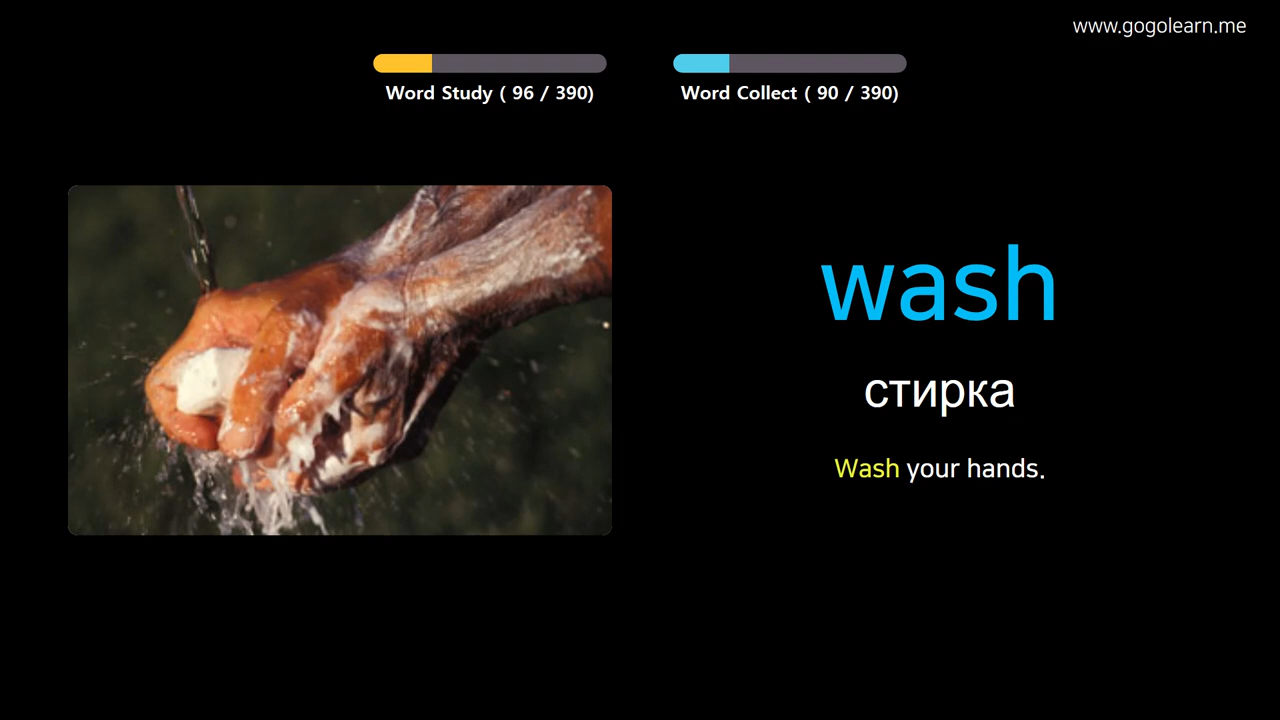 www.gogolearn.me
Word Study ( 96 / 390)
Word Collect ( 90 / 390)
wash
стирка
Wash your hands.